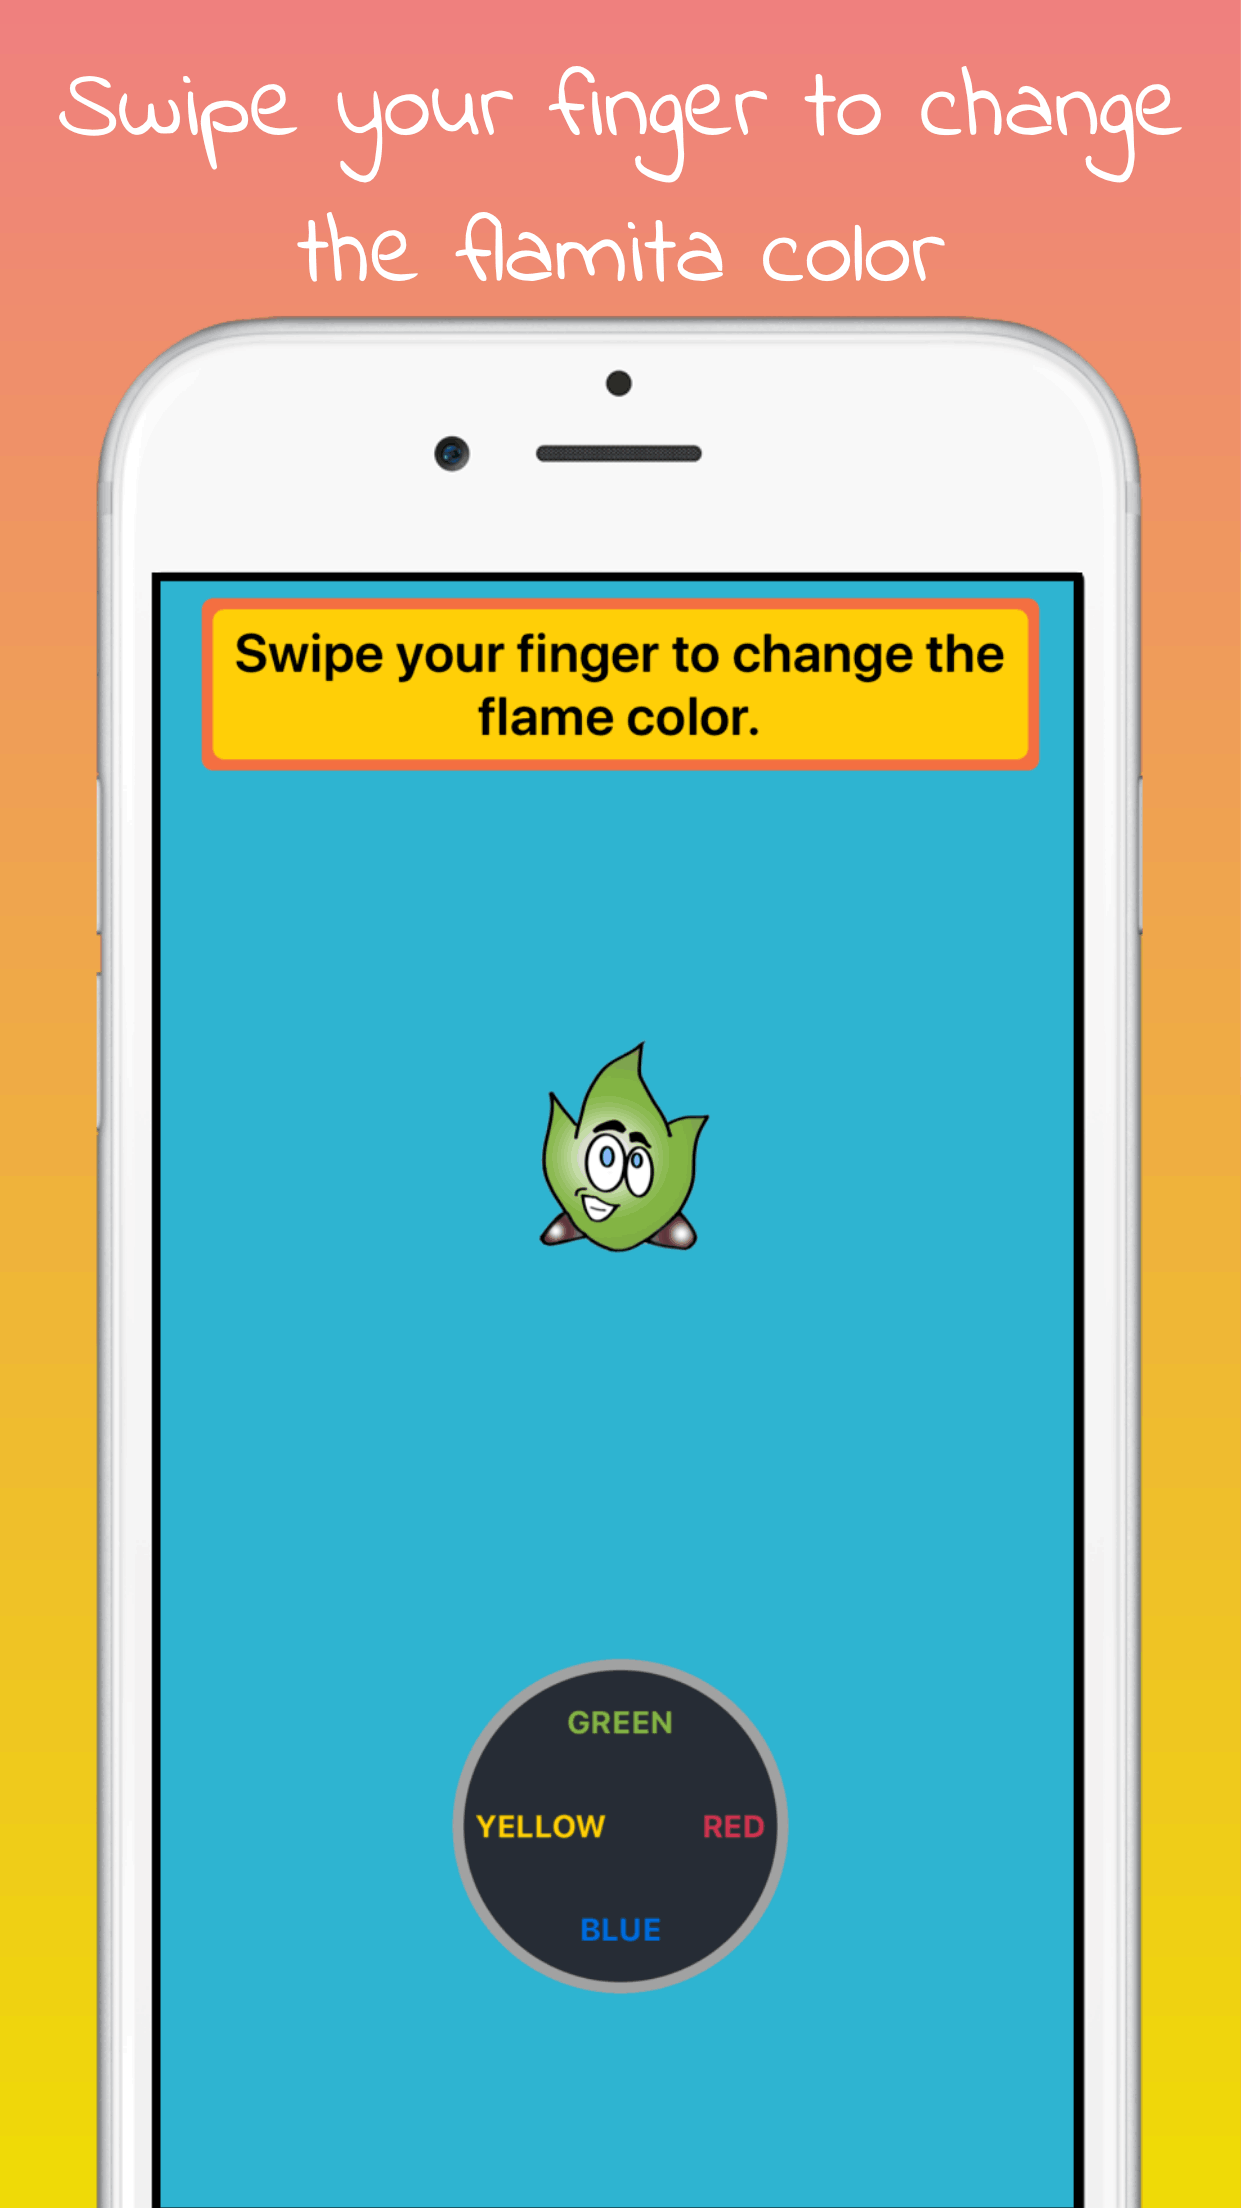 Swipe your finger to change
the flamita color
Swipe your finger to change the
flame color.
GREEN
YELLOW RED
BLUE